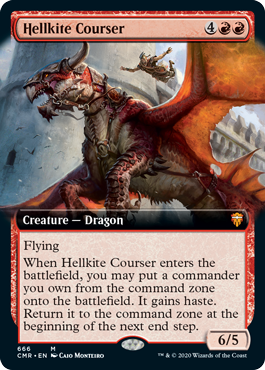 Hellkite Courser 4
Creature — Dragon
Flying
When Hellkite Courser enters the
battlefield, you may put a commander
you own from the command zone
onto the battlefield. It gains haste.
Return it to the command zone at the
beginning of the next end step.
6/5
666 M
CMR • EN Caio Monteiro
™ & © 2020 Wizards of the Coast